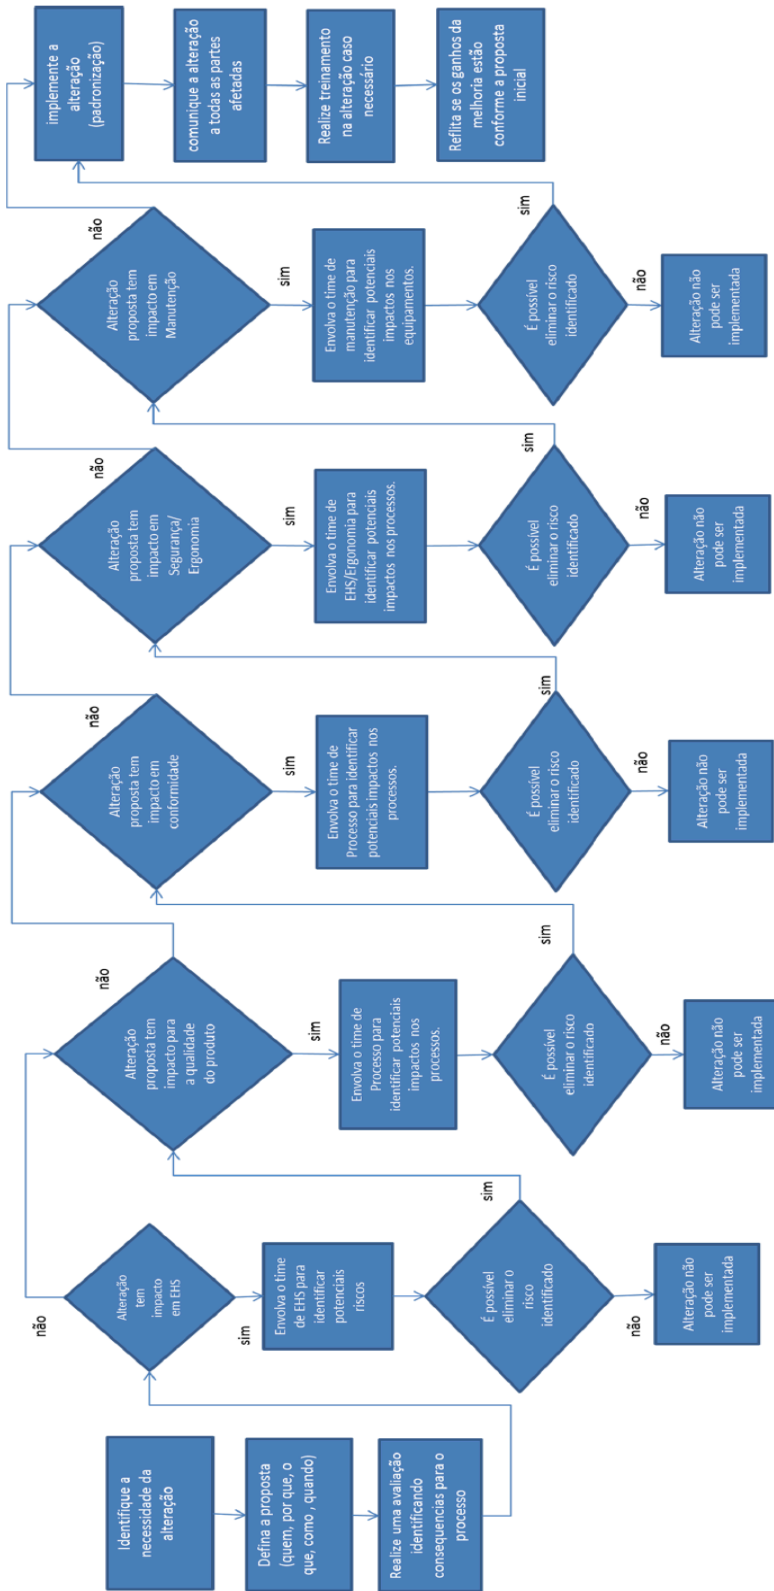 Identifique a
necessidade da
alteração
Defina a proposta
(quem, por que, o
que, como , quando)
Realize uma avaliação
identificando
consequencias para o
processo
Alteração
tem
impacto
em EHS
não
sim
Envolva o time
de EHS para
identificar
potenciais
riscos
É possível
eliminar o
risco
identificado
sim
não
Alteração não
pode ser
implementada
Alteração
proposta tem
impacto para
a qualidade
do produto
não
sim
Envolva o time de
Processo para
identificar potenciais
impactos nos
processos.
É possível
eliminar o risco
identificado
sim
não
Alteração não
pode ser
implementada
Alteração
proposta tem
impacto em
conformidade
não
sim
Envolva o time de
Processo para identificar
potenciais impactos nos
processos.
É possível
eliminar o risco
identificado
sim
não
Alteração não
pode ser
implementada
Alteração
proposta tem
impacto em
Segurança/
Ergonomia
não
sim
Envolva o time de
EHS/Ergonomia para
identificar potenciais
impactos nos processos.
É possível
eliminar o risco
identificado
sim
não
Alteração não
pode ser
implementada
Alteração
proposta tem
impacto em
Manutenção
não
sim
Envolva o time de
manutenção para
identificar potenciais
impactos nos
equipamentos.
É possível
eliminar o risco
identificado
sim
não
Alteração não
pode ser
implementada
implemente a
alteração
(padronização)
comunique a alteração
a todas as partes
afetadas
Realize treinamento
na alteração caso
necessário
Reflita se os ganhos da
melhoria estão
conforme a proposta
inicial